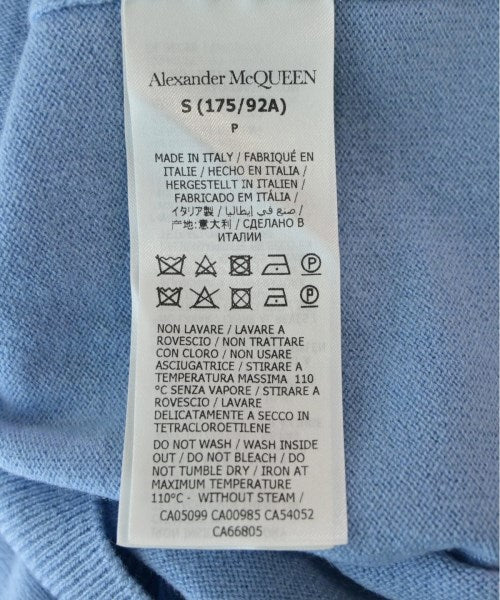 Alexander McQUEEN
S (175/92A)
P
MADE IN ITALY / FABRIQUÉ EN
ITALIE / HECHO EN ITALIA /
HERGESTELLT IN ITALIEN /
FABRICADO EM ITÁLIA /
イタリア製 / صنع في إيطاليا /
产地:意大利 / СДЕЛАНО В
ИТАЛИИ
P
P
NON LAVARE / LAVARE A
ROVESCIO / NON TRATTARE
CON CLORO / NON USARE
ASCIUGATRICE / STIRARE A
TEMPERATURA MASSIMA 110
°C SENZA VAPORE / STIRARE A
ROVESCIO / LAVARE
DELICATAMENTE A SECCO IN
TETRACLOROETILENE
DO NOT WASH / WASH INSIDE
OUT / DO NOT BLEACH / DO
NOT TUMBLE DRY / IRON AT
MAXIMUM TEMPERATURE
110°C - WITHOUT STEAM /
CA05099 CA00985 CA54052
CA66805